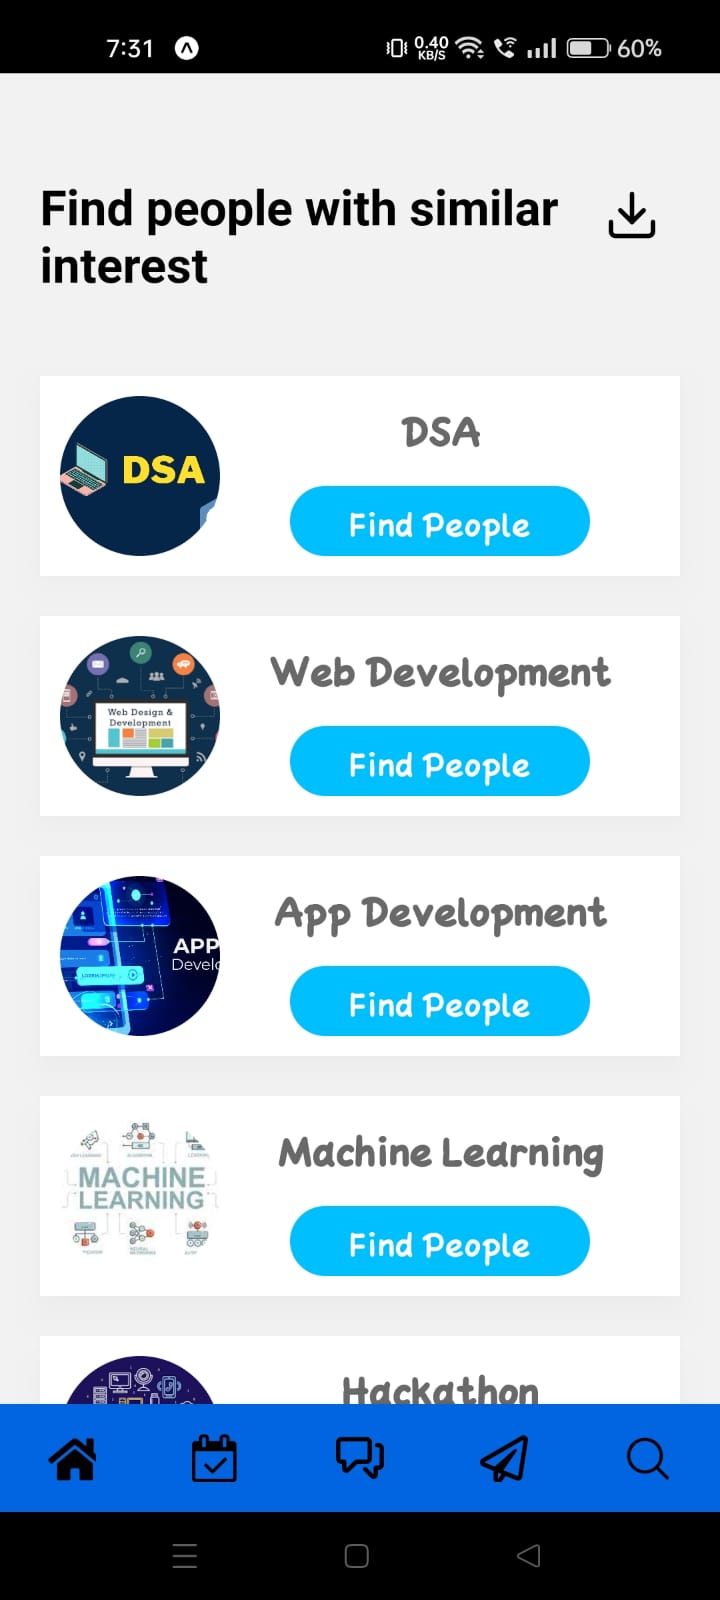 7:31
0.40
KB/S
60%
Find people with similar
interest
DSA
DSA
Find People
Web Design &
Development
Web Development
Find People
APP
Develo
App Development
Find People
MACHINE
LEARNING
Machine Learning
Find People
Hackathon